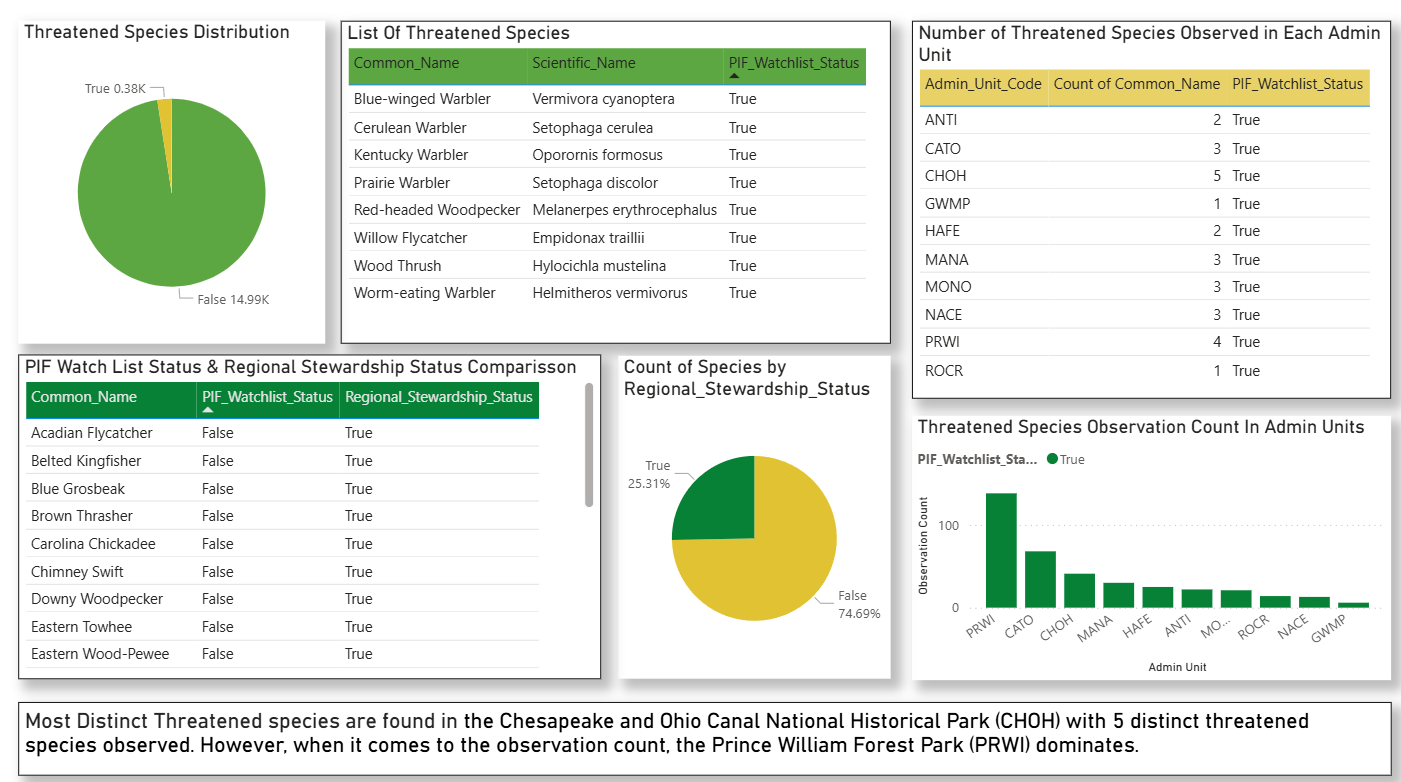 Threatened Species Distribution
True 0.38K
False 14.99K
List Of Threatened Species
Common_Name Scientific_Name PIF_Watchlist_Status
Blue-winged Warbler Vermivora cyanoptera True
Cerulean Warbler Setophaga cerulea True
Kentucky Warbler Oporornis formosus True
Prairie Warbler Setophaga discolor True
Red-headed Woodpecker Melanerpes erythrocephalus True
Willow Flycatcher Empidonax traillii True
Wood Thrush Hylocichla mustelina True
Worm-eating Warbler Helmitheros vermivorus True
Number of Threatened Species Observed in Each Admin
Unit
Admin_Unit_Code Count of Common_Name PIF_Watchlist_Status
ANTI 2 True
CATO 3 True
CHOH 5 True
GWMP 1 True
HAFE 2 True
MANA 3 True
MONO 3 True
NACE 3 True
PRWI 4 True
ROCR 1 True
PIF Watch List Status & Regional Stewardship Status Comparisson
Common_Name PIF_Watchlist_Status Regional_Stewardship_Status
Acadian Flycatcher False True
Belted Kingfisher False True
Blue Grosbeak False True
Brown Thrasher False True
Carolina Chickadee False True
Chimney Swift False True
Downy Woodpecker False True
Eastern Towhee False True
Eastern Wood-Pewee False True
Count of Species by
Regional_Stewardship_Status
True
25.31%
False
74.69%
Threatened Species Observation Count In Admin Units
PIF_Watchlist_Sta... True
Observation Count
100
0
PRWI CATO CHOH MANA HAFE ANTI MO... ROCR NACE GWMP
Admin Unit
Most Distinct Threatened species are found in the Chesapeake and Ohio Canal National Historical Park (CHOH) with 5 distinct threatened
species observed. However, when it comes to the observation count, the Prince William Forest Park (PRWI) dominates.